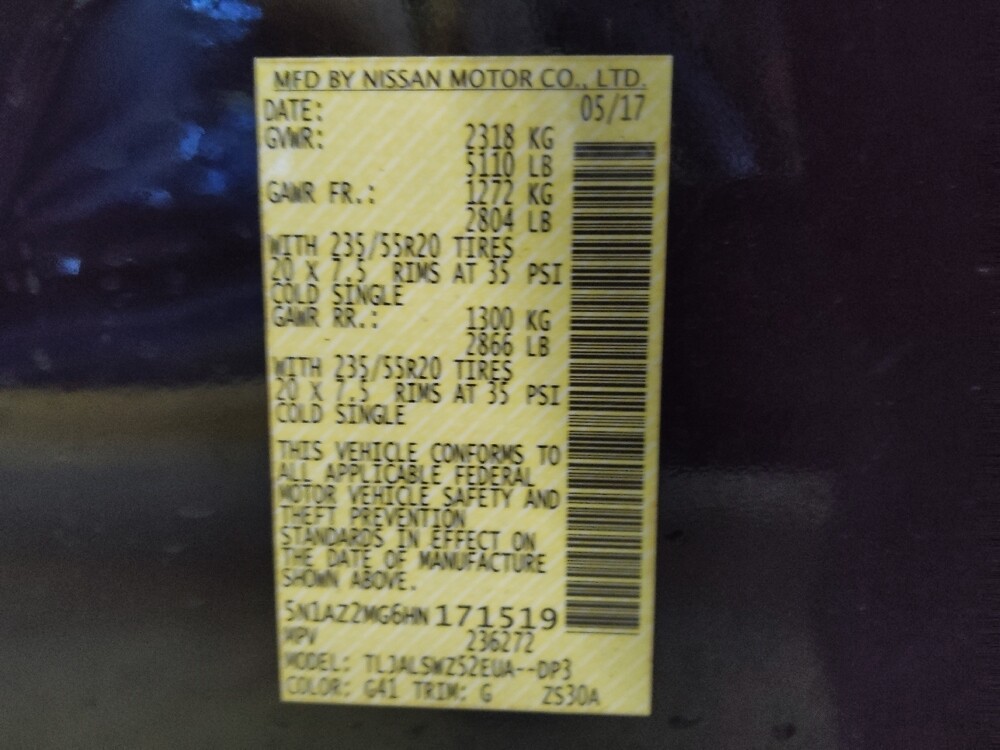 MFD BY NISSAN MOTOR CO., LTD.
DATE: 05/17
GVWR: 2318 KG
5110 LB
GAWR FR.: 1272 KG
2804 LB
WITH 235/55R20 TIRES
20 X 7.5 RIMS AT 35 PSI
COLD SINGLE
GAWR RR.: 1300 KG
2866 LB
WITH 235/55R20 TIRES
20 X 7.5 RIMS AT 35 PSI
COLD SINGLE
THIS VEHICLE CONFORMS TO
ALL APPLICABLE FEDERAL
MOTOR VEHICLE SAFETY AND
THEFT PREVENTION
STANDARDS IN EFFECT ON
THE DATE OF MANUFACTURE
SHOWN ABOVE.
5N1AZ2MG6HN171519
MPV 236272
MODEL: TLJALSWZ52EUA--DP3
COLOR: G41 TRIM: G ZS30A